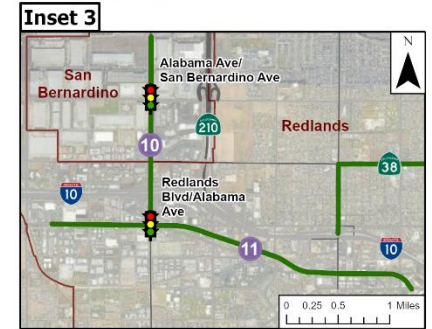 Inset 3
N
Alabama Ave/
San Bernardino Ave
San
Bernardino
210
Redlands
10
38
10
Redlands
Blvd/Alabama
Ave
11
10
0 0.25 0.5 1 Miles